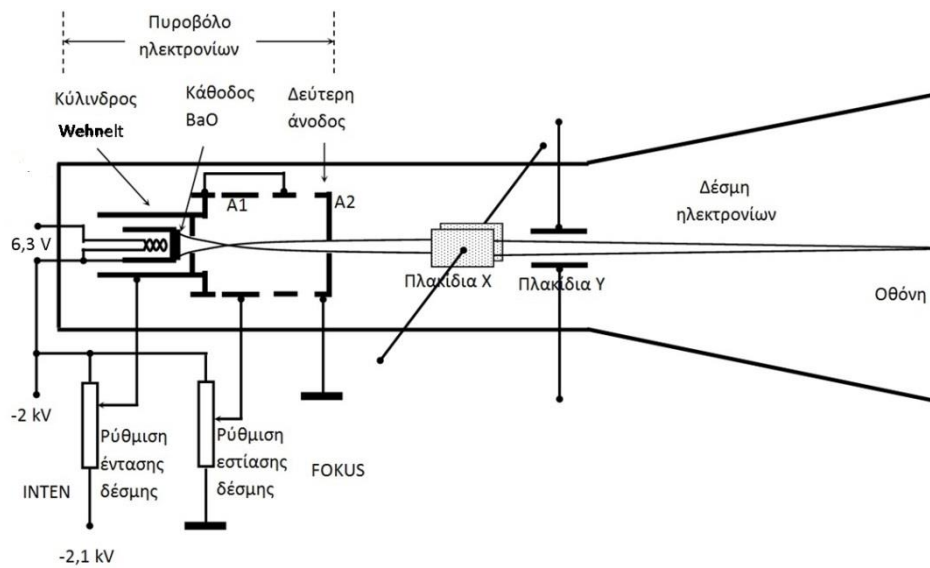 Πυροβόλο
ηλεκτρονίων
Κύλινδρος
Wehnelt
Κάθοδος
BaO
Δεύτερη
άνοδος
A1
A2
6,3 V
Δέσμη
ηλεκτρονίων
Πλακίδια X
Πλακίδια Y
Οθόνη
-2 kV
Ρύθμιση
έντασης
δέσμης
INTEN
Ρύθμιση
εστίασης
δέσμης
FOKUS
-2,1 kV